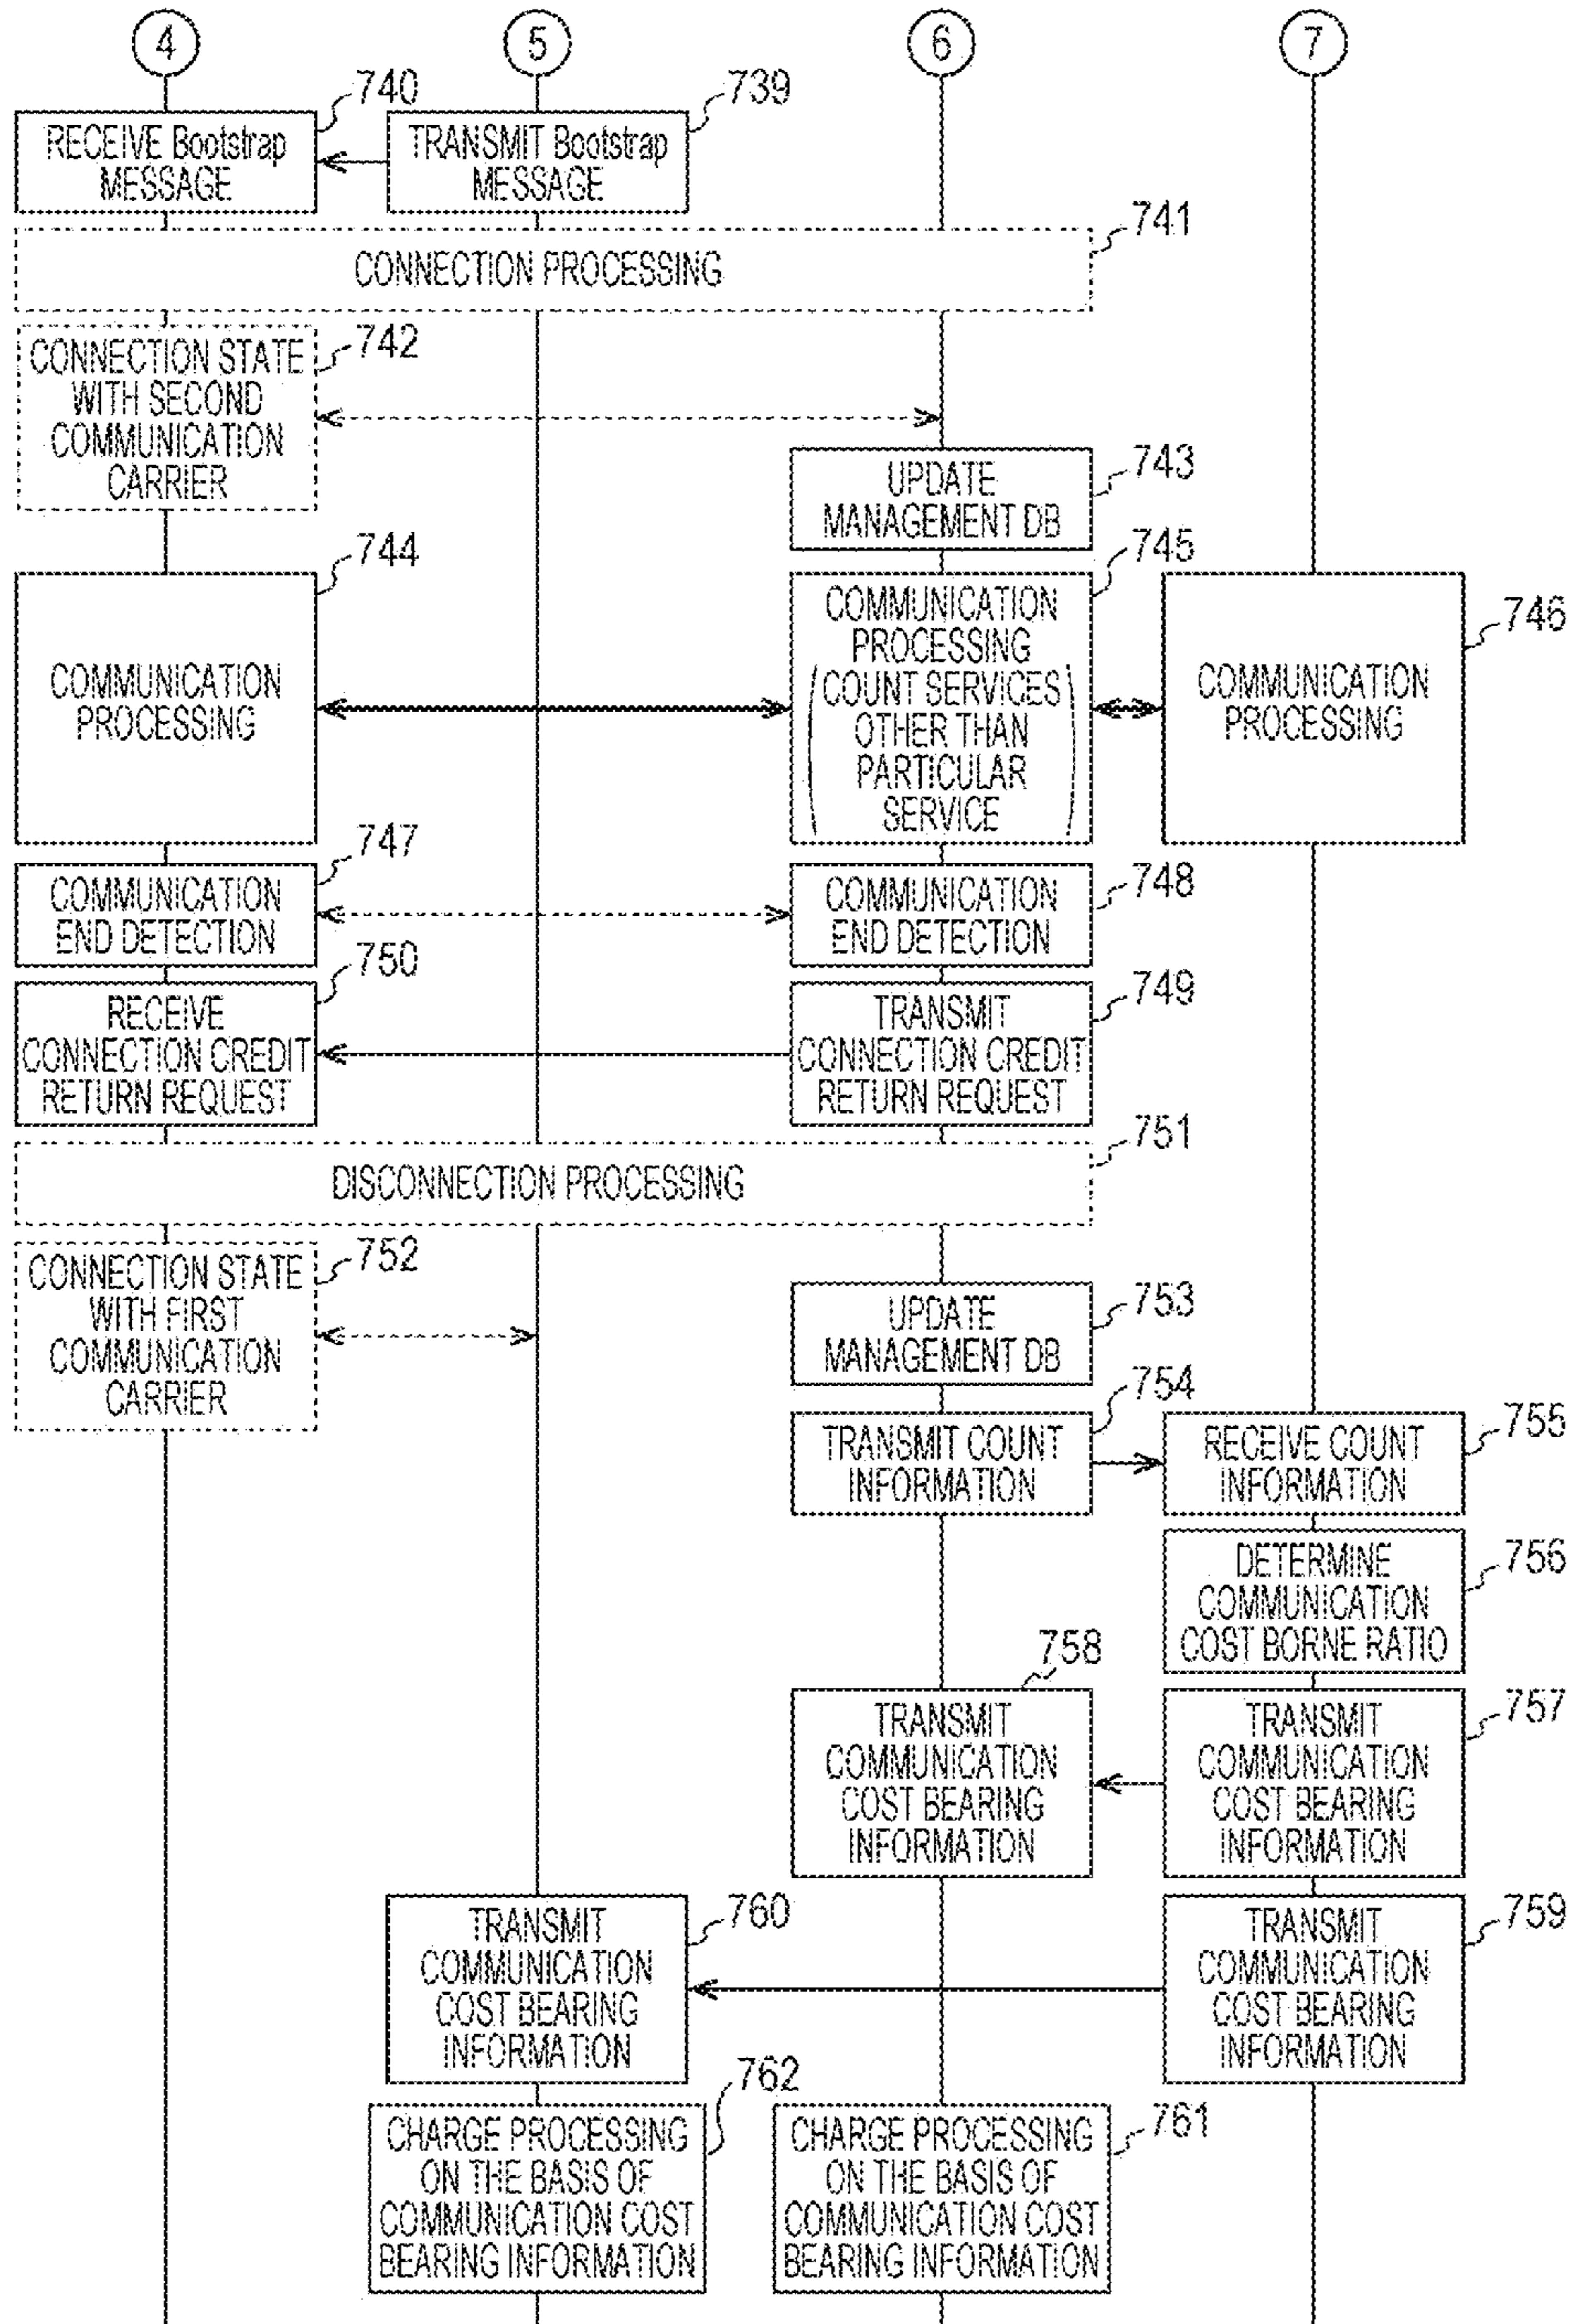 4
5
6
7
740
739
RECEIVE Bootstrap
MESSAGE
TRANSMIT Bootstrap
MESSAGE
741
CONNECTION PROCESSING
742
CONNECTION STATE
WITH SECOND
COMMUNICATION
CARRIER
743
UPDATE
MANAGEMENT DB
744
745
746
COMMUNICATION
PROCESSING
COMMUNICATION
PROCESSING
(COUNT SERVICES
OTHER THAN
PARTICULAR
SERVICE)
COMMUNICATION
PROCESSING
747
COMMUNICATION
END DETECTION
748
COMMUNICATION
END DETECTION
750
RECEIVE
CONNECTION CREDIT
RETURN REQUEST
749
TRANSMIT
CONNECTION CREDIT
RETURN REQUEST
751
DISCONNECTION PROCESSING
752
CONNECTION STATE
WITH FIRST
COMMUNICATION
CARRIER
753
UPDATE
MANAGEMENT DB
754
TRANSMIT COUNT
INFORMATION
755
RECEIVE COUNT
INFORMATION
756
DETERMINE
COMMUNICATION
COST BORNE RATIO
758
TRANSMIT
COMMUNICATION
COST BEARING
INFORMATION
757
TRANSMIT
COMMUNICATION
COST BEARING
INFORMATION
760
TRANSMIT
COMMUNICATION
COST BEARING
INFORMATION
759
TRANSMIT
COMMUNICATION
COST BEARING
INFORMATION
762
CHARGE PROCESSING
ON THE BASIS OF
COMMUNICATION COST
BEARING INFORMATION
761
CHARGE PROCESSING
ON THE BASIS OF
COMMUNICATION COST
BEARING INFORMATION